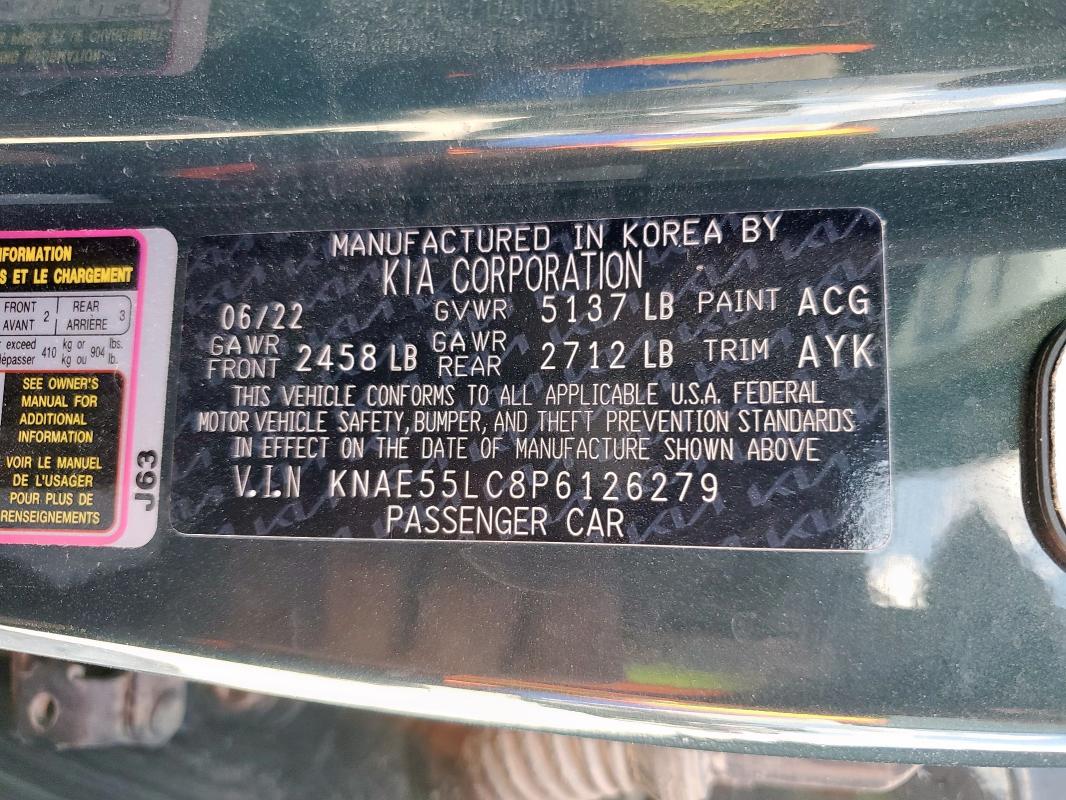 NFORMATION
S ET LE CHARGEMENT
FRONT
AVANT 2
REAR
ARRIÈRE 3
exceed
dépasser 410 kg or
kg ou 904 lbs.
lb.
SEE OWNER'S
MANUAL FOR
ADDITIONAL
INFORMATION
VOIR LE MANUEL
DE L'USAGER
POUR PLUS DE
RENSEIGNEMENTS
J63
MANUFACTURED IN KOREA BY
KIA CORPORATION
06/22 GVWR 5137 LB PAINT ACG
GAWR
FRONT 2458 LB GAWR
REAR 2712 LB TRIM AYK
THIS VEHICLE CONFORMS TO ALL APPLICABLE U.S.A. FEDERAL
MOTOR VEHICLE SAFETY, BUMPER, AND THEFT PREVENTION STANDARDS
IN EFFECT ON THE DATE OF MANUFACTURE SHOWN ABOVE
V.I.N KNAE55LC8P6126279
PASSENGER CAR